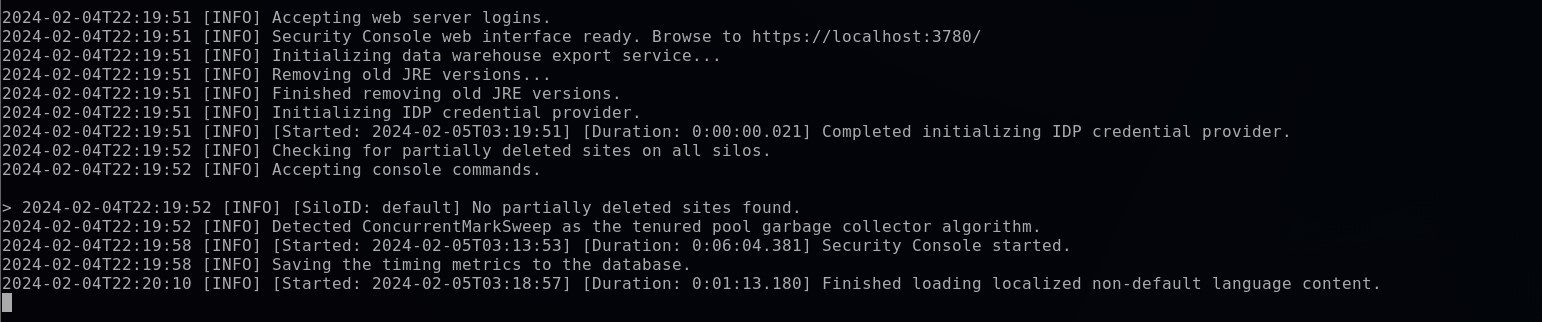 2024-02-04T22:19:51 [INFO] Accepting web server logins.
2024-02-04T22:19:51 [INFO] Security Console web interface ready. Browse to https://localhost:3780/
2024-02-04T22:19:51 [INFO] Initializing data warehouse export service...
2024-02-04T22:19:51 [INFO] Removing old JRE versions...
2024-02-04T22:19:51 [INFO] Finished removing old JRE versions.
2024-02-04T22:19:51 [INFO] Initializing IDP credential provider.
2024-02-04T22:19:51 [INFO] [Started: 2024-02-05T03:19:51] [Duration: 0:00:00.021] Completed initializing IDP credential provider.
2024-02-04T22:19:52 [INFO] Checking for partially deleted sites on all silos.
2024-02-04T22:19:52 [INFO] Accepting console commands.
> 2024-02-04T22:19:52 [INFO] [SiloID: default] No partially deleted sites found.
2024-02-04T22:19:52 [INFO] Detected ConcurrentMarkSweep as the tenured pool garbage collector algorithm.
2024-02-04T22:19:58 [INFO] [Started: 2024-02-05T03:13:53] [Duration: 0:06:04.381] Security Console started.
2024-02-04T22:19:58 [INFO] Saving the timing metrics to the database.
2024-02-04T22:20:10 [INFO] [Started: 2024-02-05T03:18:57] [Duration: 0:01:13.180] Finished loading localized non-default language content.